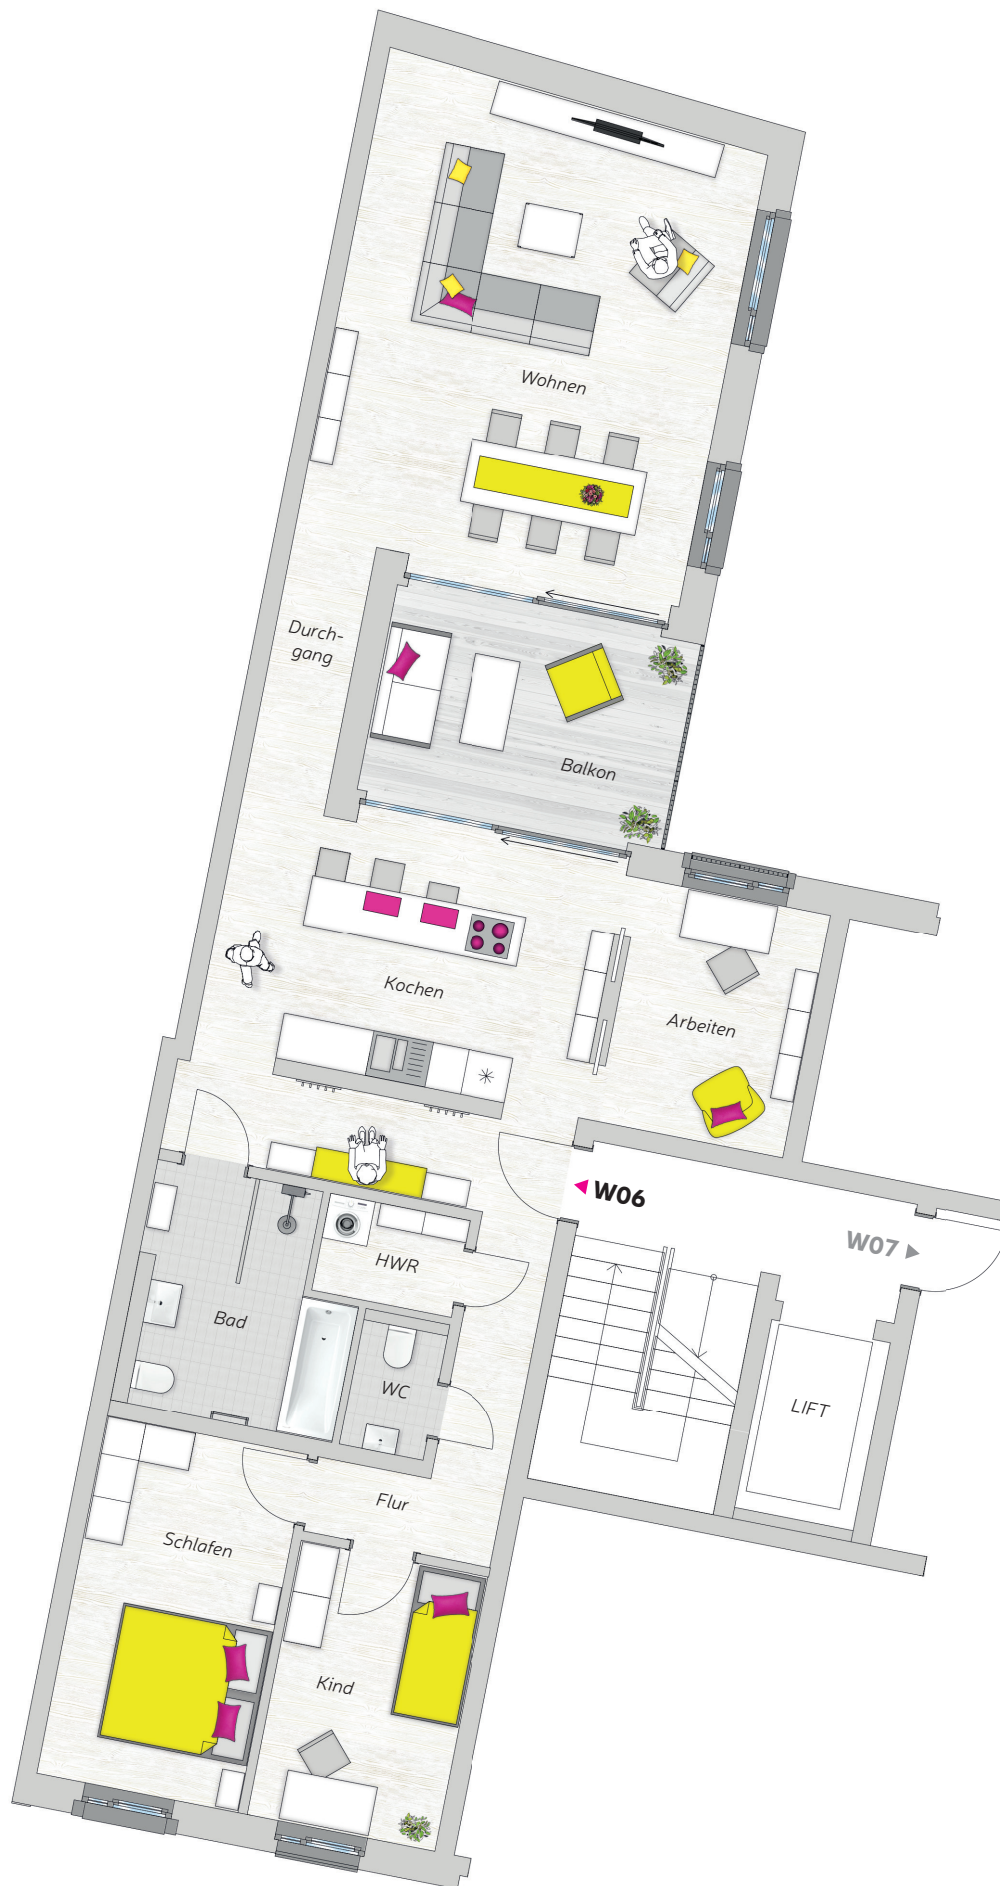 Wohnen
Durch-
gang
Balkon
Kochen
Arbeiten
W06
W07
HWR
Bad
WC
LIFT
Flur
Schlafen
Kind